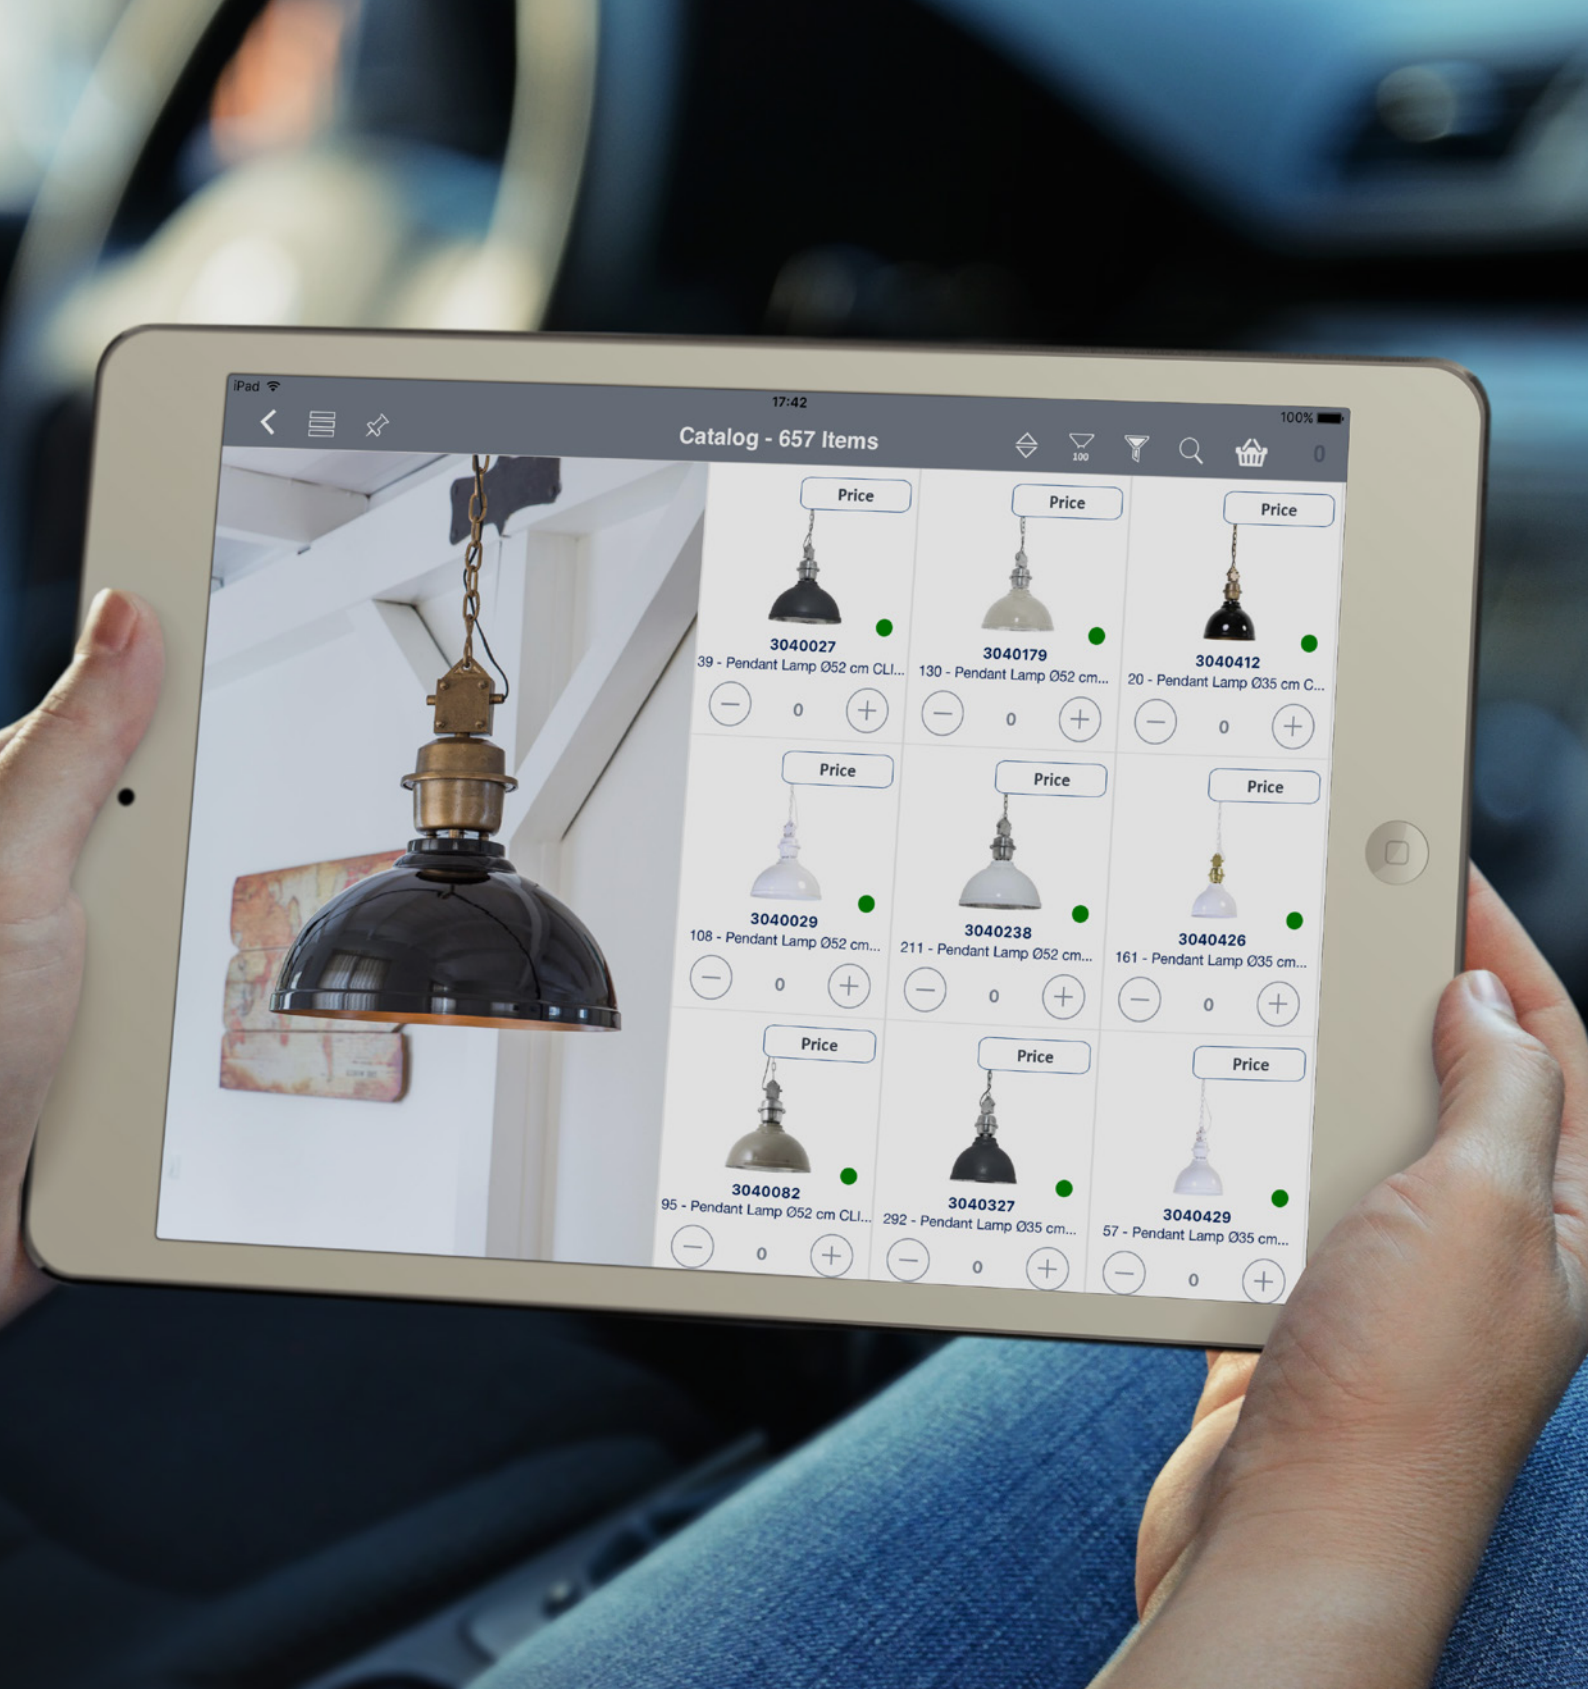 iPad
17:42
100%
Catalog - 657 Items
100
0
Price
3040027
39 - Pendant Lamp Ø52 cm CLI...
0
Price
3040179
130 - Pendant Lamp Ø52 cm...
0
Price
3040412
20 - Pendant Lamp Ø35 cm C...
0
Price
3040029
108 - Pendant Lamp Ø52 cm...
0
Price
3040238
211 - Pendant Lamp Ø52 cm...
0
Price
3040426
161 - Pendant Lamp Ø35 cm...
0
Price
3040082
95 - Pendant Lamp Ø52 cm CLI...
0
Price
3040327
292 - Pendant Lamp Ø35 cm...
0
Price
3040429
57 - Pendant Lamp Ø35 cm...
0